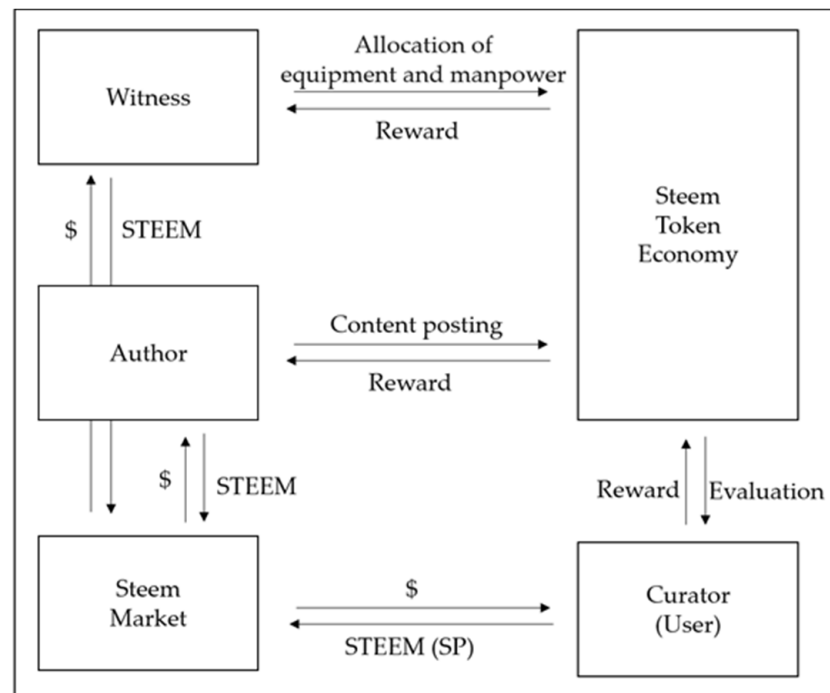 Witness
Allocation of
equipment and manpower
Reward
Steem
Token
Economy
$
STEEM
Author
Content posting
Reward
$
STEEM
Reward
Evaluation
Steem
Market
$
STEEM (SP)
Curator
(User)